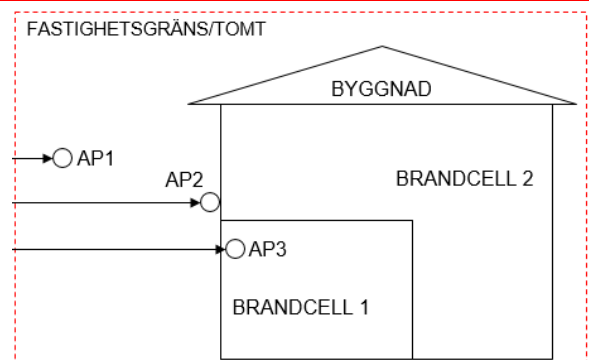 FASTIGHETSGRÄNS/TOMT
BYGGNAD
AP1
AP2
BRANDCELL 2
AP3
BRANDCELL 1